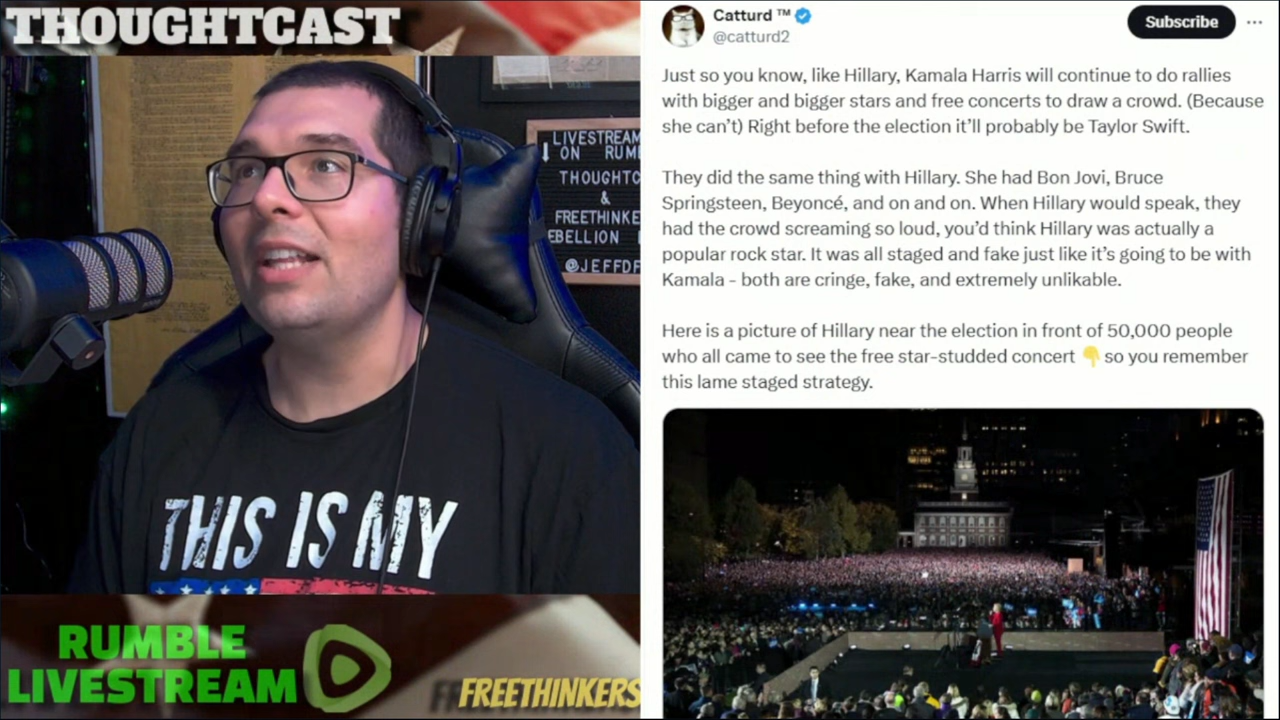 THOUGHTCAST
LIVESTREAM
ON RUM
THOUGHTC
&
FREETHINKE
EBELLION
@JEFFDF
THIS IS MY
RUMBLE
LIVESTREAM
FREETHINKERS
Catturd ™
@catturd2
Subscribe
Just so you know, like Hillary, Kamala Harris will continue to do rallies
with bigger and bigger stars and free concerts to draw a crowd. (Because
she can't) Right before the election it'll probably be Taylor Swift.
They did the same thing with Hillary. She had Bon Jovi, Bruce
Springsteen, Beyoncé, and on and on. When Hillary would speak, they
had the crowd screaming so loud, you'd think Hillary was actually a
popular rock star. It was all staged and fake just like it's going to be with
Kamala - both are cringe, fake, and extremely unlikable.
Here is a picture of Hillary near the election in front of 50,000 people
who all came to see the free star-studded concert 👇 so you remember
this lame staged strategy.